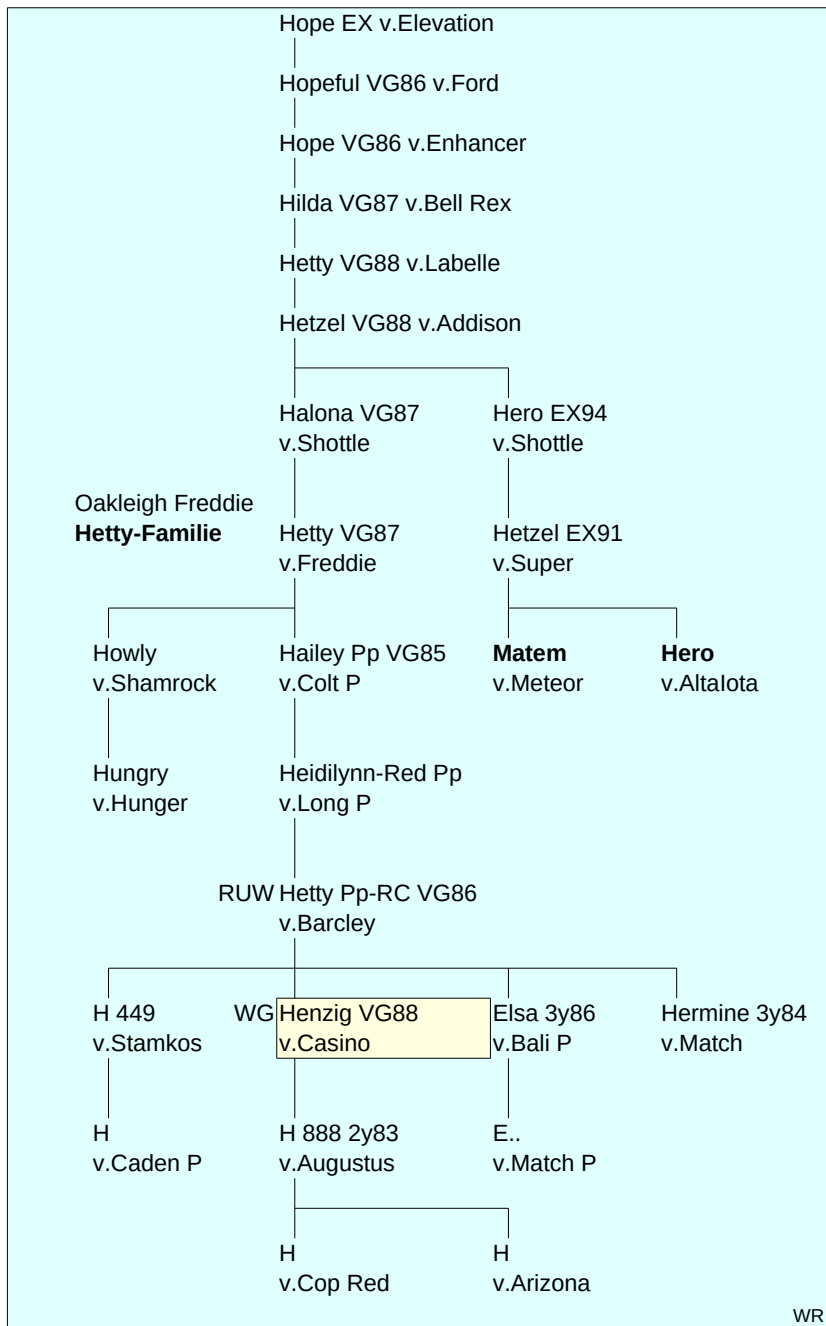 Hope EX v.Elevation
Hopeful VG86 v.Ford
Hope VG86 v.Enhancer
Hilda VG87 v.Bell Rex
Hetty VG88 v.Labelle
Hetzel VG88 v.Addison
Halona VG87
v.Shottle
Hero EX94
v.Shottle
Oakleigh Freddie
Hetty-Familie
Hetty VG87
v.Freddie
Hetzel EX91
v.Super
Howly
v.Shamrock
Hailey Pp VG85
v.Colt P
Matem
v.Meteor
Hero
v.AltaIota
Hungry
v.Hunger
Heidilynn-Red Pp
v.Long P
RUW Hetty Pp-RC VG86
v.Barcley
H 449
v.Stamkos
WG Henzig VG88
v.Casino
Elsa 3y86
v.Bali P
Hermine 3y84
v.Match
H
v.Caden P
H 888 2y83
v.Augustus
E..
v.Match P
H
v.Cop Red
H
v.Arizona
WR